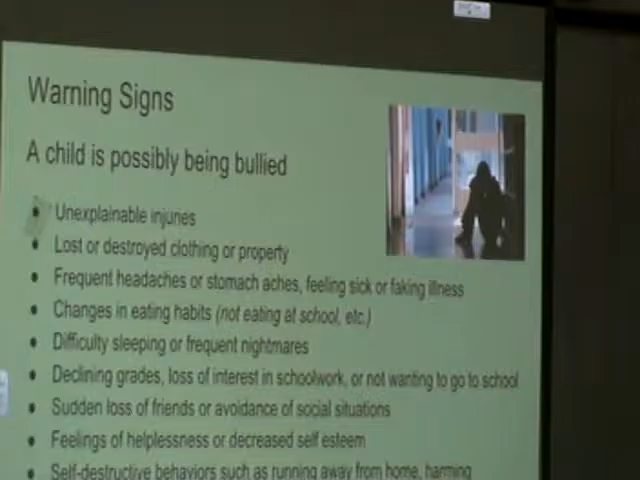 Warning Signs
A child is possibly being bullied
• Unexplainable injuries
• Lost or destroyed clothing or property
• Frequent headaches or stomach aches, feeling sick or faking illness
• Changes in eating habits (not eating at school, etc.)
• Difficulty sleeping or frequent nightmares
• Declining grades, loss of interest in schoolwork, or not wanting to go to school
• Sudden loss of friends or avoidance of social situations
• Feelings of helplessness or decreased self esteem
• Self-destructive behaviors such as running away from home, harming